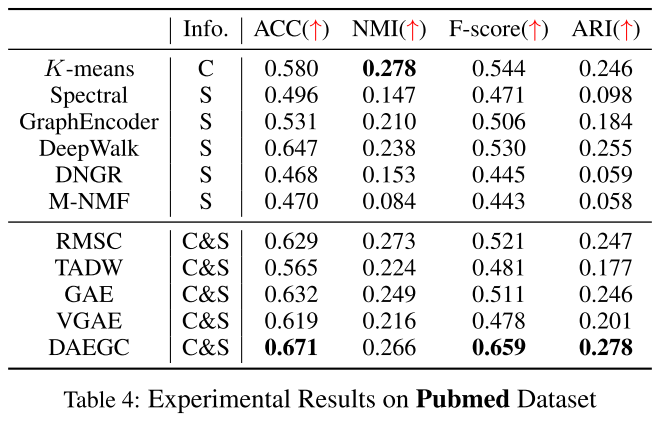 Info. ACC(↑) NMI(↑) F-score(↑) ARI(↑)
K-means C 0.580 0.278 0.544 0.246
Spectral S 0.496 0.147 0.471 0.098
GraphEncoder S 0.531 0.210 0.506 0.184
DeepWalk S 0.647 0.238 0.530 0.255
DNGR S 0.468 0.153 0.445 0.059
M-NMF S 0.470 0.084 0.443 0.058
RMSC C&S 0.629 0.273 0.521 0.247
TADW C&S 0.565 0.224 0.481 0.177
GAE C&S 0.632 0.249 0.511 0.246
VGAE C&S 0.619 0.216 0.478 0.201
DAEGC C&S 0.671 0.266 0.659 0.278
Table 4: Experimental Results on Pubmed Dataset